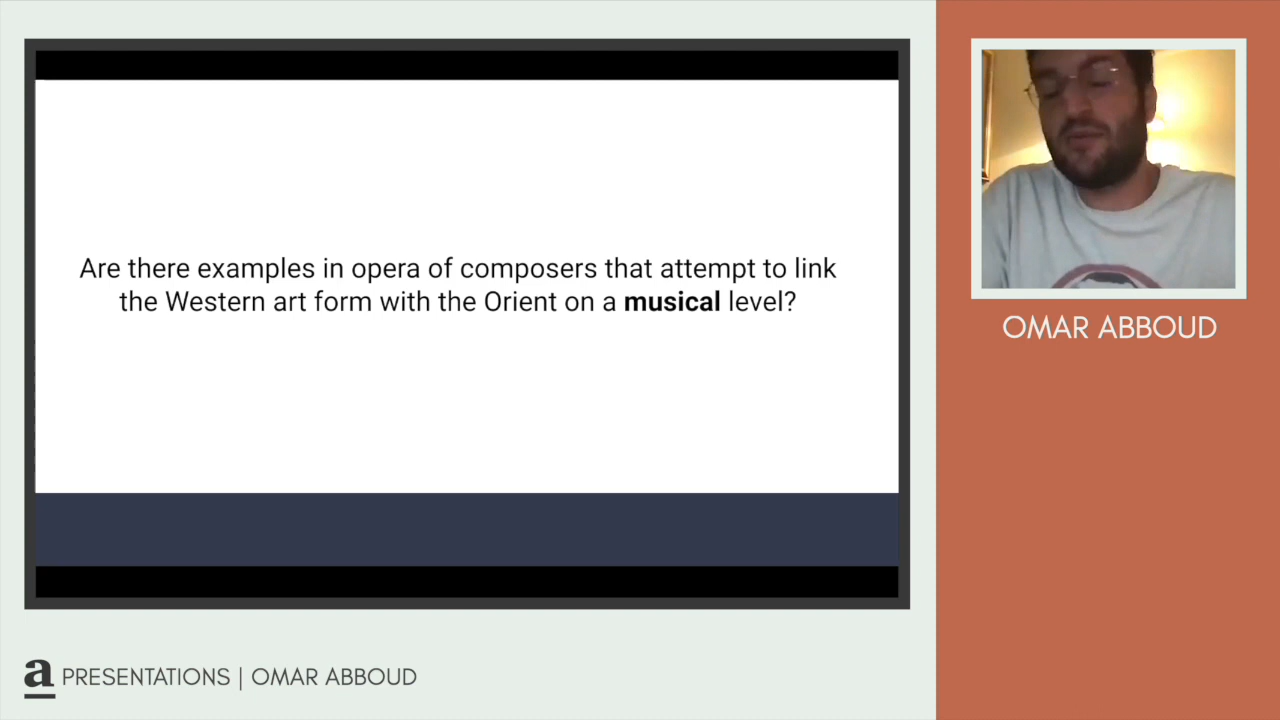 Are there examples in opera of composers that attempt to link
the Western art form with the Orient on a musical level?
OMAR ABBOUD
a PRESENTATIONS | OMAR ABBOUD